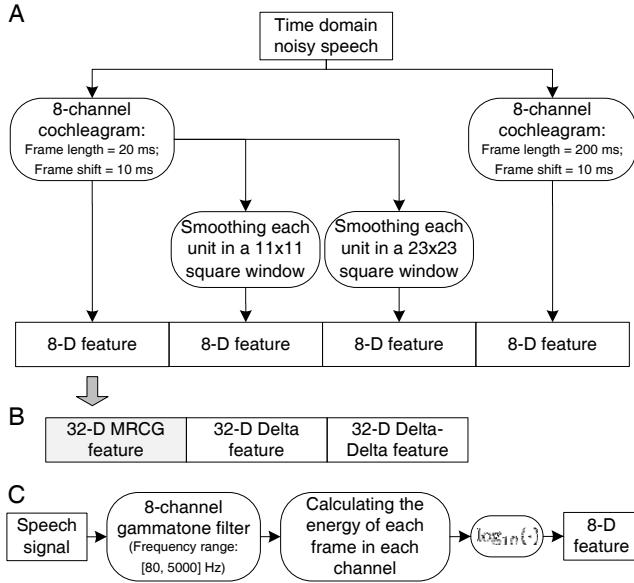 A
Time domain
noisy speech
8-channel
cochleagram:
Frame length = 20 ms;
Frame shift = 10 ms
8-channel
cochleagram:
Frame length = 200 ms;
Frame shift = 10 ms
Smoothing each
unit in a 11x11
square window
Smoothing each
unit in a 23x23
square window
8-D feature
8-D feature
8-D feature
8-D feature
B
32-D MRCG
feature
32-D Delta
feature
32-D Delta-
Delta feature
C
Speech
signal
8-channel
gammatone filter
(Frequency range:
[80, 5000] Hz)
Calculating the
energy of each
frame in each
channel
log₁₀(·)
8-D
feature